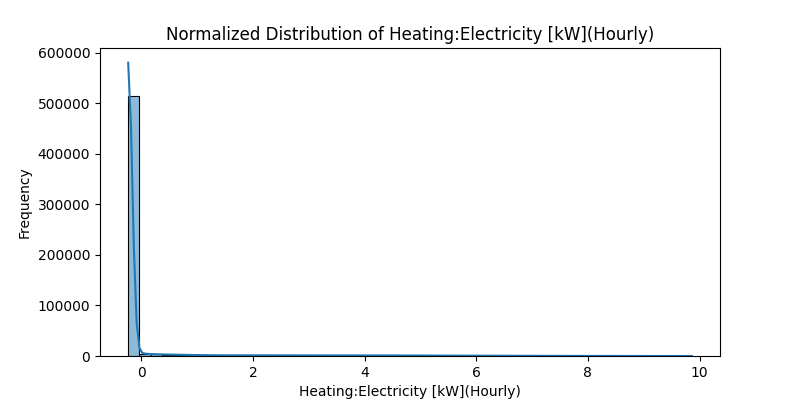 Normalized Distribution of Heating:Electricity [kW](Hourly)
600000
500000
400000
300000
200000
100000
0
Frequency
0 2 4 6 8 10
Heating:Electricity [kW](Hourly)